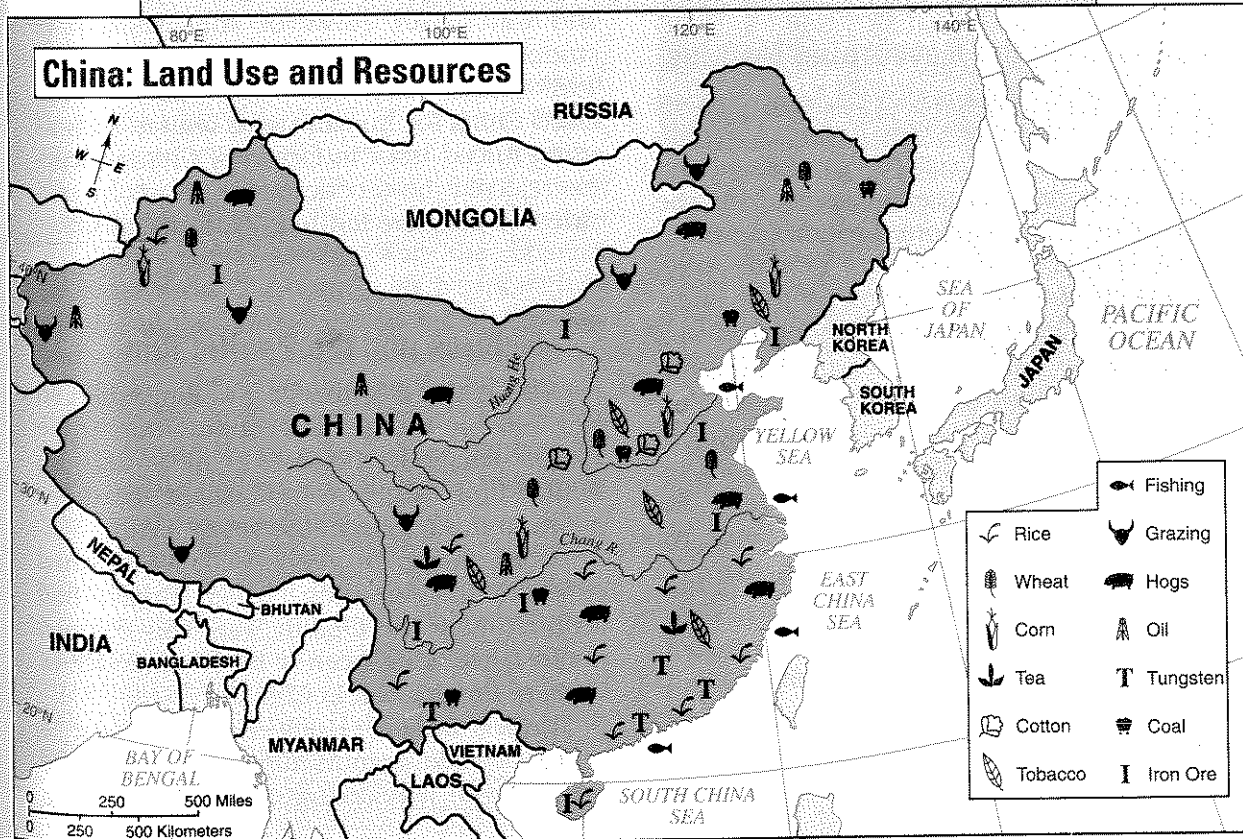 China: Land Use and Resources
80°E
100°E
120°E
140°E
N
W E
S
RUSSIA
MONGOLIA
40°N
I
I
I
SEA
OF
JAPAN
PACIFIC
OCEAN
NORTH
KOREA
SOUTH
KOREA
JAPAN
CHINA
Huang He
I
YELLOW
SEA
30°N
I
Chang R.
NEPAL
BHUTAN
INDIA
BANGLADESH
I
I
EAST
CHINA
SEA
T
T
T
T
20°N
BAY OF
BENGAL
MYANMAR
VIETNAM
LAOS
I
SOUTH CHINA
SEA
0 250 500 Miles
0 250 500 Kilometers
Fishing
Rice
Grazing
Wheat
Hogs
Corn
Oil
Tea
T Tungsten
Cotton
Coal
Tobacco
I Iron Ore